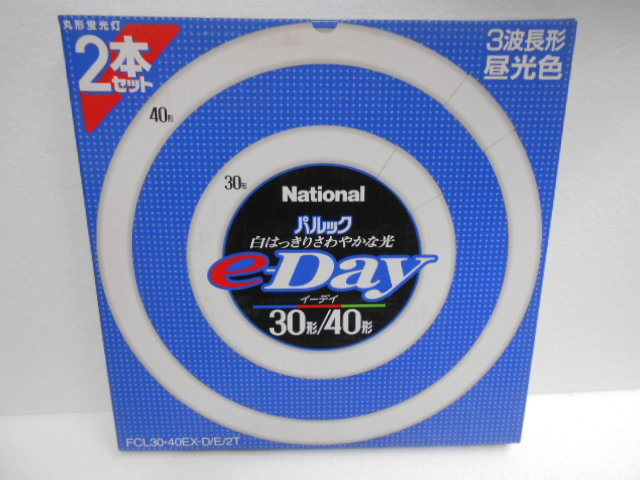 丸形蛍光灯
2本
セット
3波長形
昼光色
40形
30形
National
パルック
白はっきりさわやかな光
e-Day
イーデイ
30形/40形
FCL30・40EX-D/E/2T